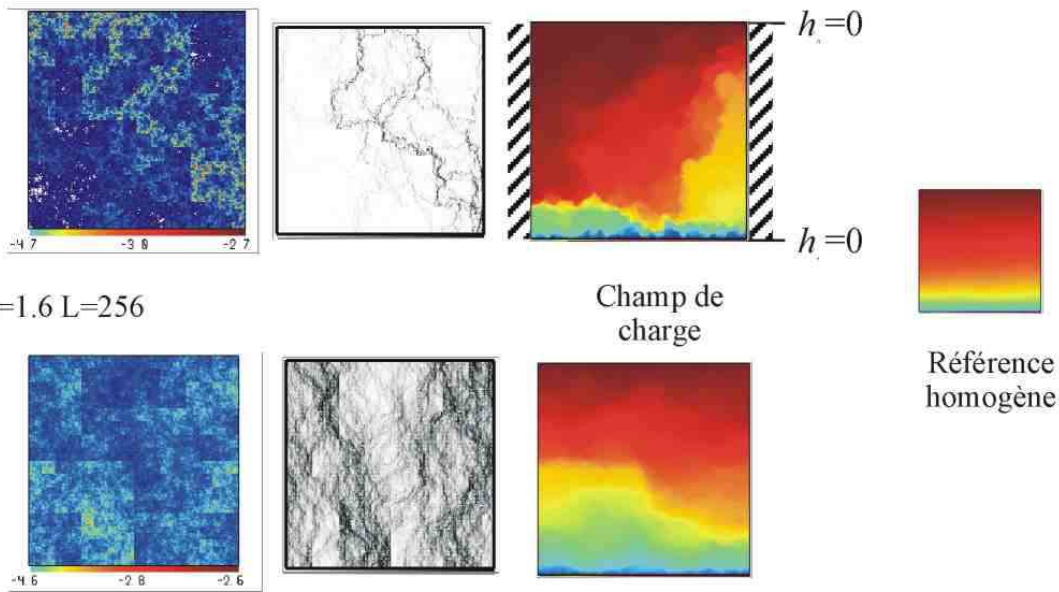 h=0
-4 7
-3 0
-2 7
h=0
=1.6 L=256
Champ de
charge
Référence
homogène
-4 6
-2 8
-2 6